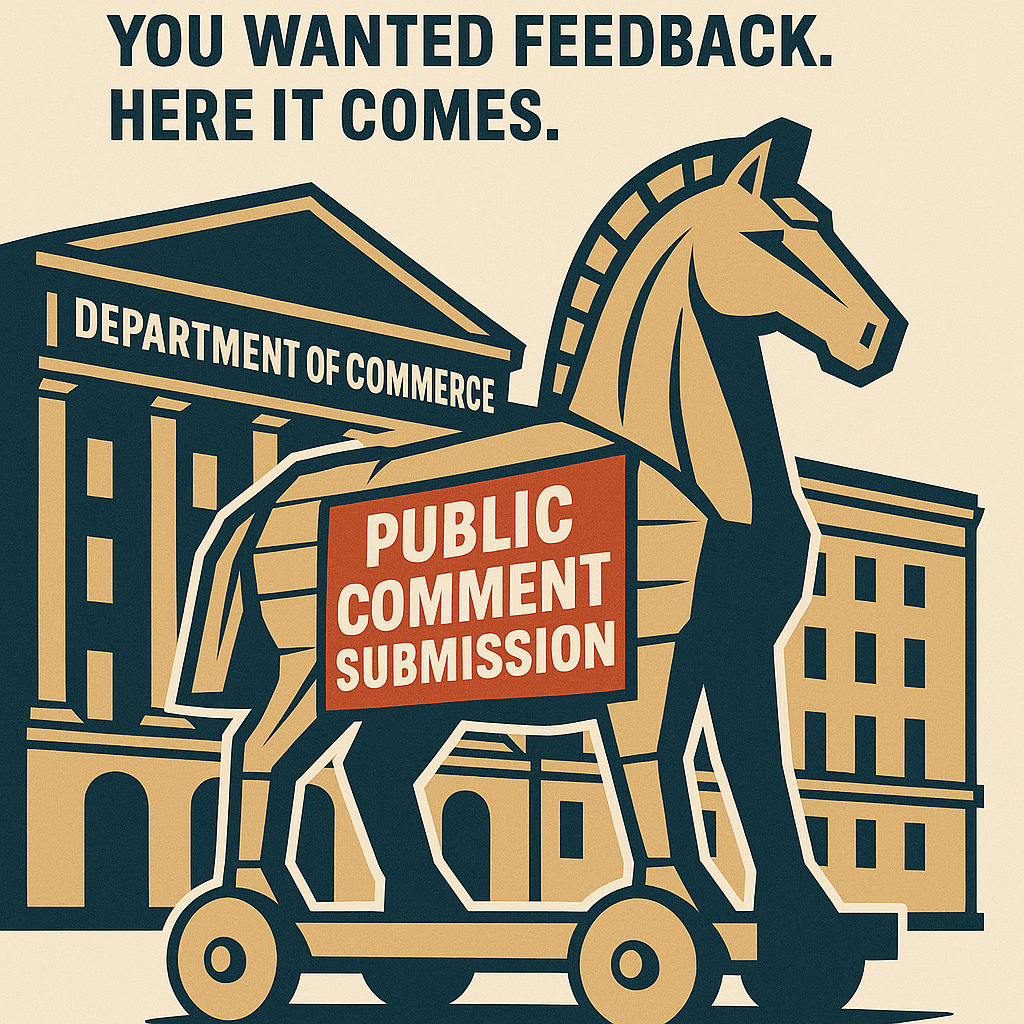 YOU WANTED FEEDBACK.
HERE IT COMES.
DEPARTMENT OF COMMERCE
PUBLIC
COMMENT
SUBMISSION